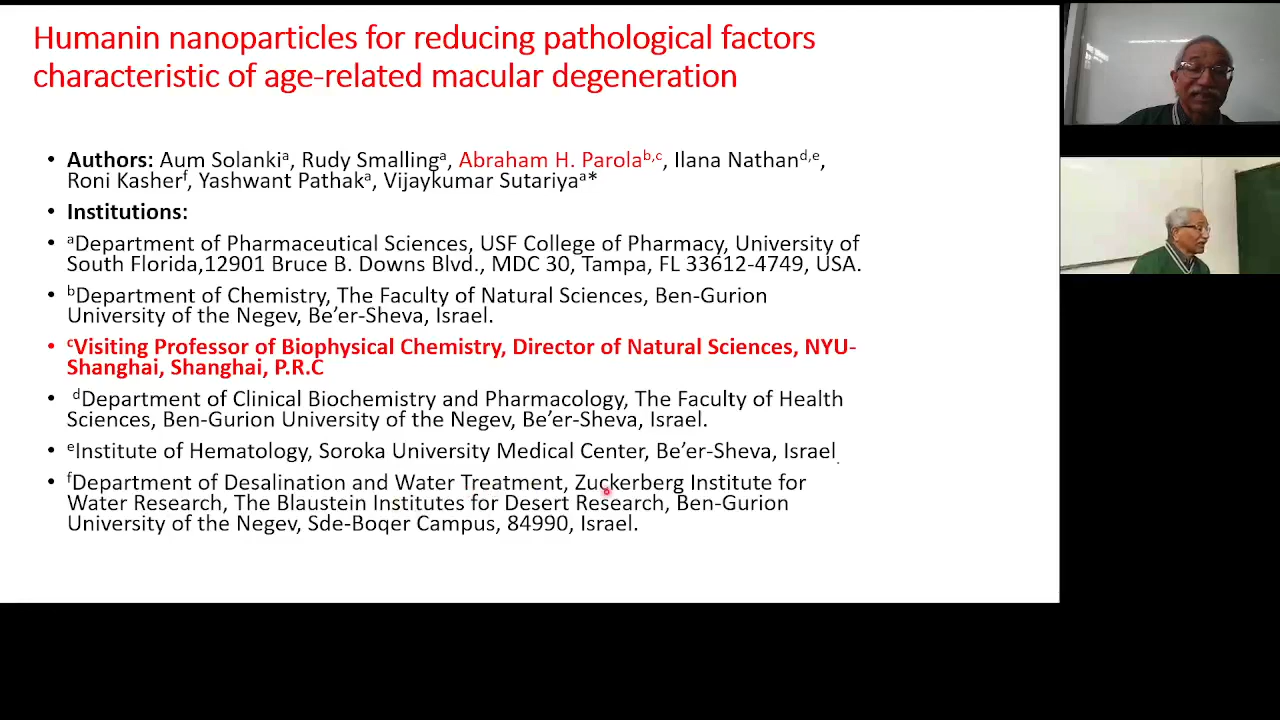 Humanin nanoparticles for reducing pathological factors
characteristic of age-related macular degeneration
• Authors: Aum Solankiᵃ, Rudy Smallingᵃ, Abraham H. Parolaᵇ,ᶜ, Ilana Nathanᵈ,ᵉ,
Roni Kasherᶠ, Yashwant Pathakᵃ, Vijaykumar Sutariyaᵃ*
• Institutions:
• ᵃDepartment of Pharmaceutical Sciences, USF College of Pharmacy, University of
South Florida,12901 Bruce B. Downs Blvd., MDC 30, Tampa, FL 33612-4749, USA.
• ᵇDepartment of Chemistry, The Faculty of Natural Sciences, Ben-Gurion
University of the Negev, Be’er-Sheva, Israel.
• ᶜVisiting Professor of Biophysical Chemistry, Director of Natural Sciences, NYU-
Shanghai, Shanghai, P.R.C
• ᵈDepartment of Clinical Biochemistry and Pharmacology, The Faculty of Health
Sciences, Ben-Gurion University of the Negev, Be’er-Sheva, Israel.
• ᵉInstitute of Hematology, Soroka University Medical Center, Be’er-Sheva, Israel.
• ᶠDepartment of Desalination and Water Treatment, Zuckerberg Institute for
Water Research, The Blaustein Institutes for Desert Research, Ben-Gurion
University of the Negev, Sde-Boqer Campus, 84990, Israel.